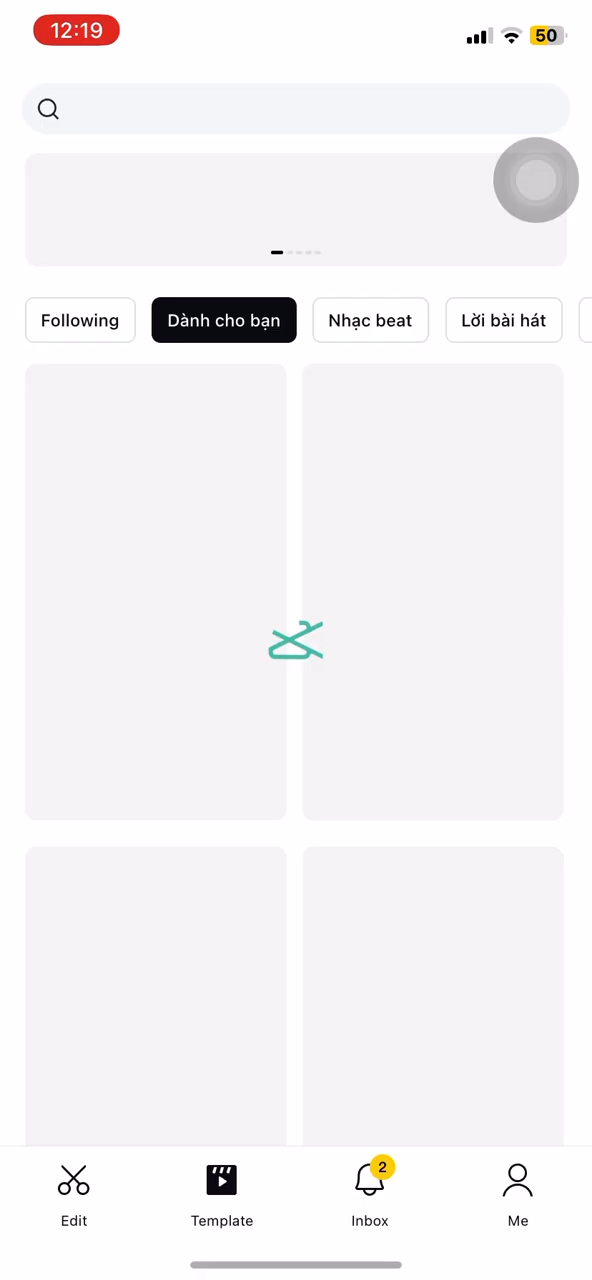 12:19
50
Following
Dành cho bạn
Nhạc beat
Lời bài hát
2
Edit
Template
Inbox
Me